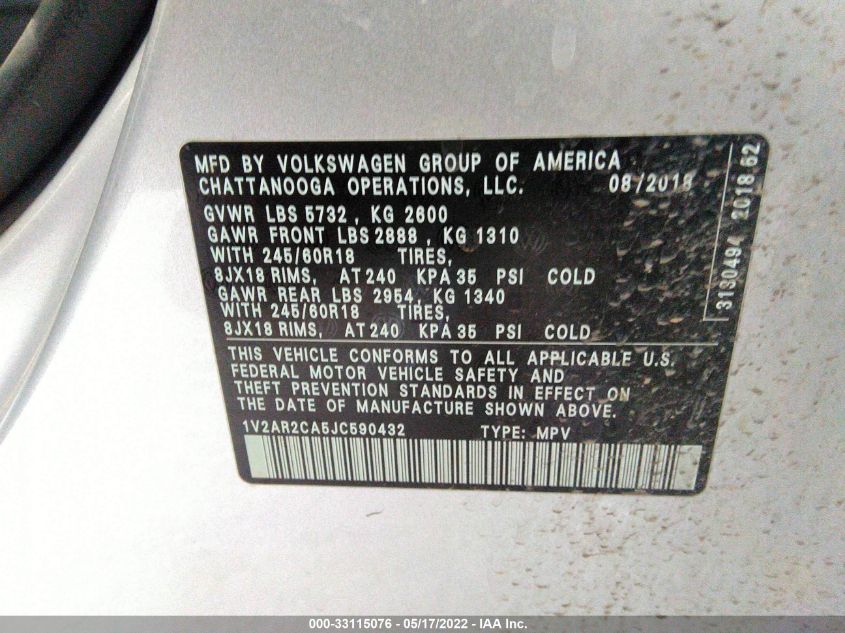 MFD BY VOLKSWAGEN GROUP OF AMERICA
CHATTANOOGA OPERATIONS, LLC. 08/2018
GVWR LBS 5732 , KG 2600
GAWR FRONT LBS 2888 , KG 1310
WITH 245/60R18 TIRES,
8JX18 RIMS, AT 240 KPA 35 PSI COLD
GAWR REAR LBS 2954, KG 1340
WITH 245/60R18 TIRES,
8JX18 RIMS, AT 240 KPA 35 PSI COLD
THIS VEHICLE CONFORMS TO ALL APPLICABLE U.S.
FEDERAL MOTOR VEHICLE SAFETY AND
THEFT PREVENTION STANDARDS IN EFFECT ON
THE DATE OF MANUFACTURE SHOWN ABOVE.
1V2AR2CA5JC590432 TYPE: MPV
3130494 2018 62
000-33115076 - 05/17/2022 - IAA Inc.